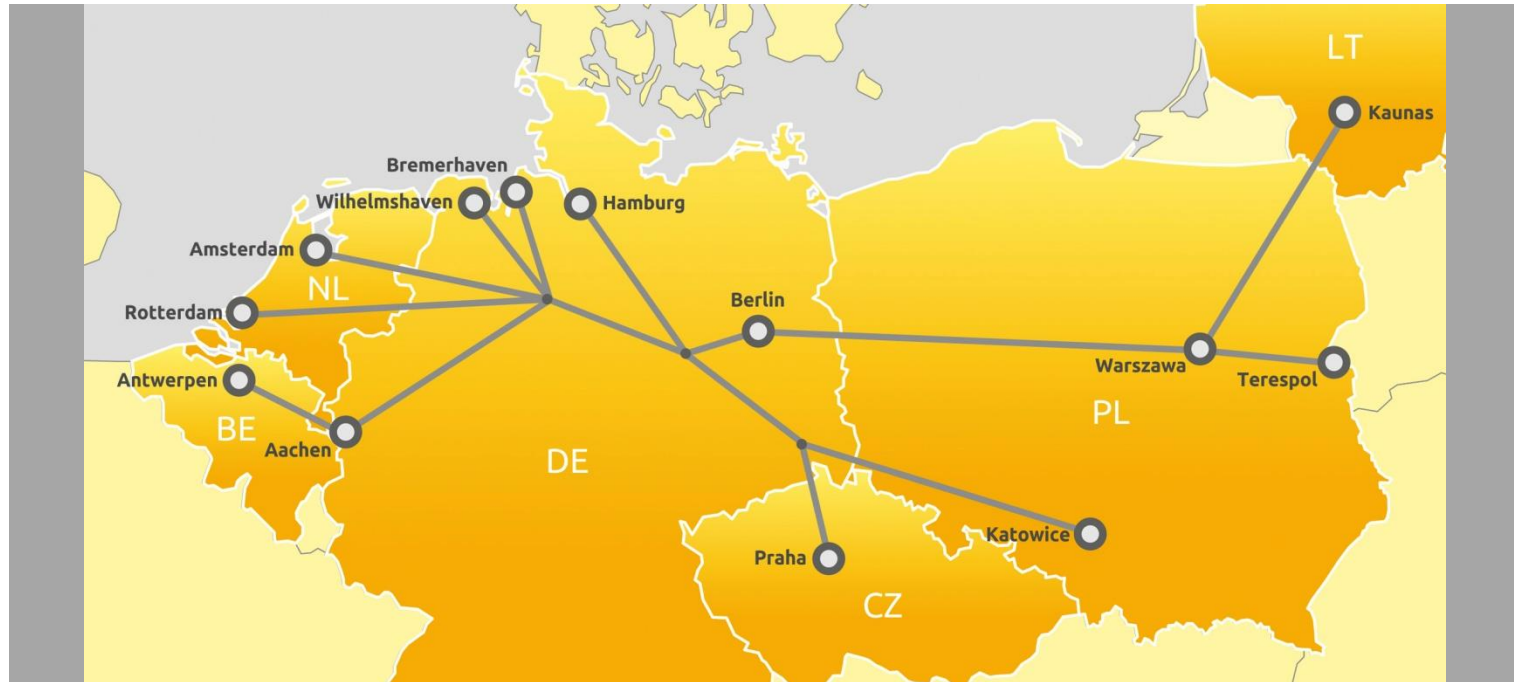 LT
Kaunas
Bremerhaven
Wilhelmshaven
Hamburg
Amsterdam
NL
Rotterdam
Berlin
Warszawa
Terespol
Antwerpen
BE
Aachen
DE
PL
Praha
Katowice
CZ